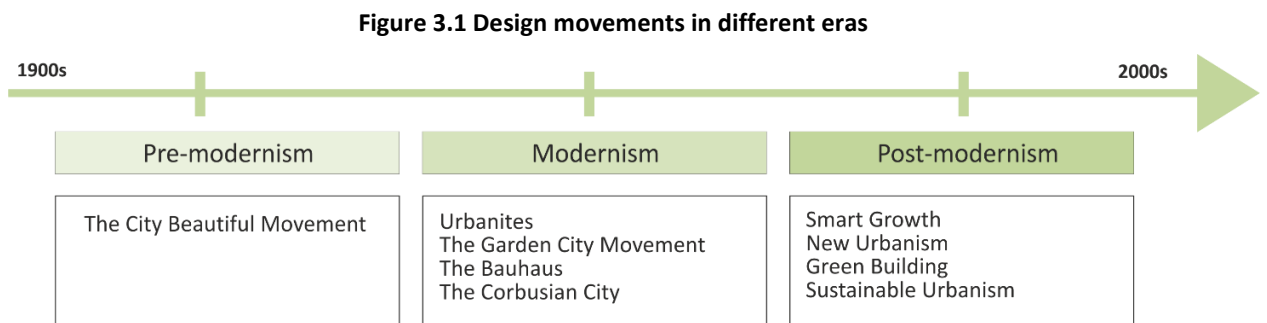 Figure 3.1 Design movements in different eras
1900s
2000s
Pre-modernism
Modernism
Post-modernism
The City Beautiful Movement
Urbanites
The Garden City Movement
The Bauhaus
The Corbusian City
Smart Growth
New Urbanism
Green Building
Sustainable Urbanism